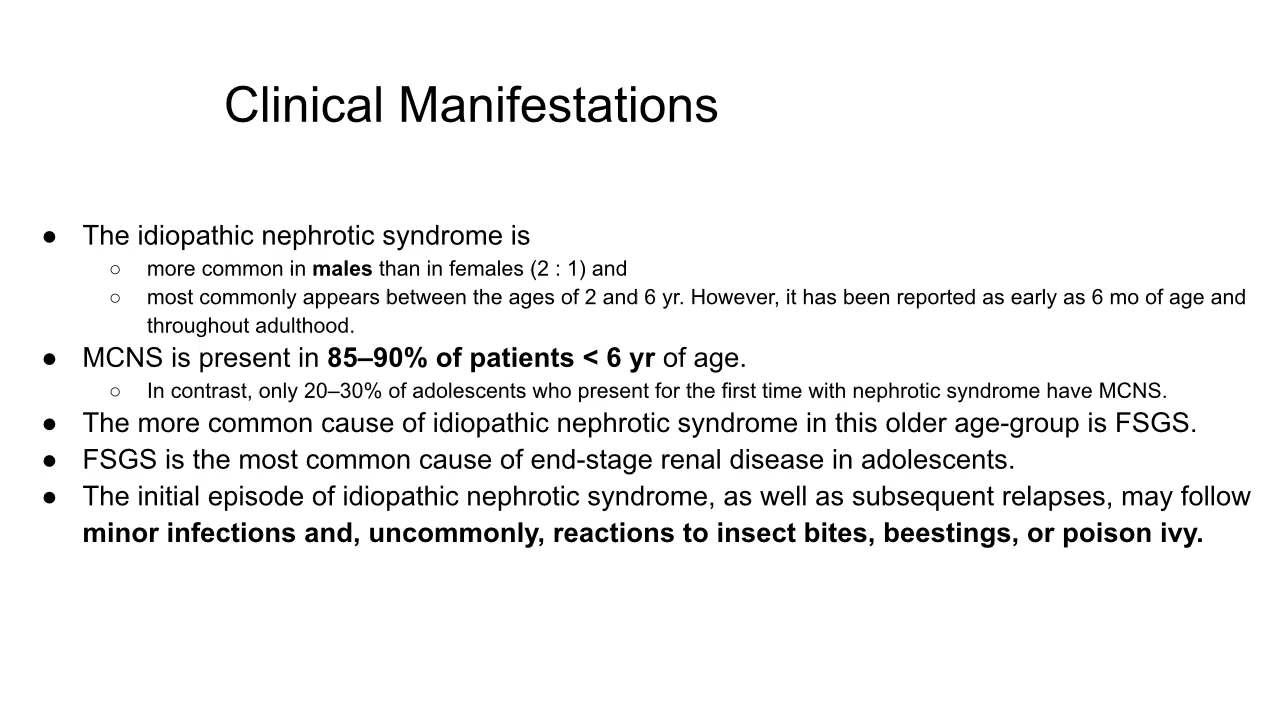 Clinical Manifestations
● The idiopathic nephrotic syndrome is
○ more common in males than in females (2 : 1) and
○ most commonly appears between the ages of 2 and 6 yr. However, it has been reported as early as 6 mo of age and
throughout adulthood.
● MCNS is present in 85–90% of patients < 6 yr of age.
○ In contrast, only 20–30% of adolescents who present for the first time with nephrotic syndrome have MCNS.
● The more common cause of idiopathic nephrotic syndrome in this older age-group is FSGS.
● FSGS is the most common cause of end-stage renal disease in adolescents.
● The initial episode of idiopathic nephrotic syndrome, as well as subsequent relapses, may follow
minor infections and, uncommonly, reactions to insect bites, beestings, or poison ivy.